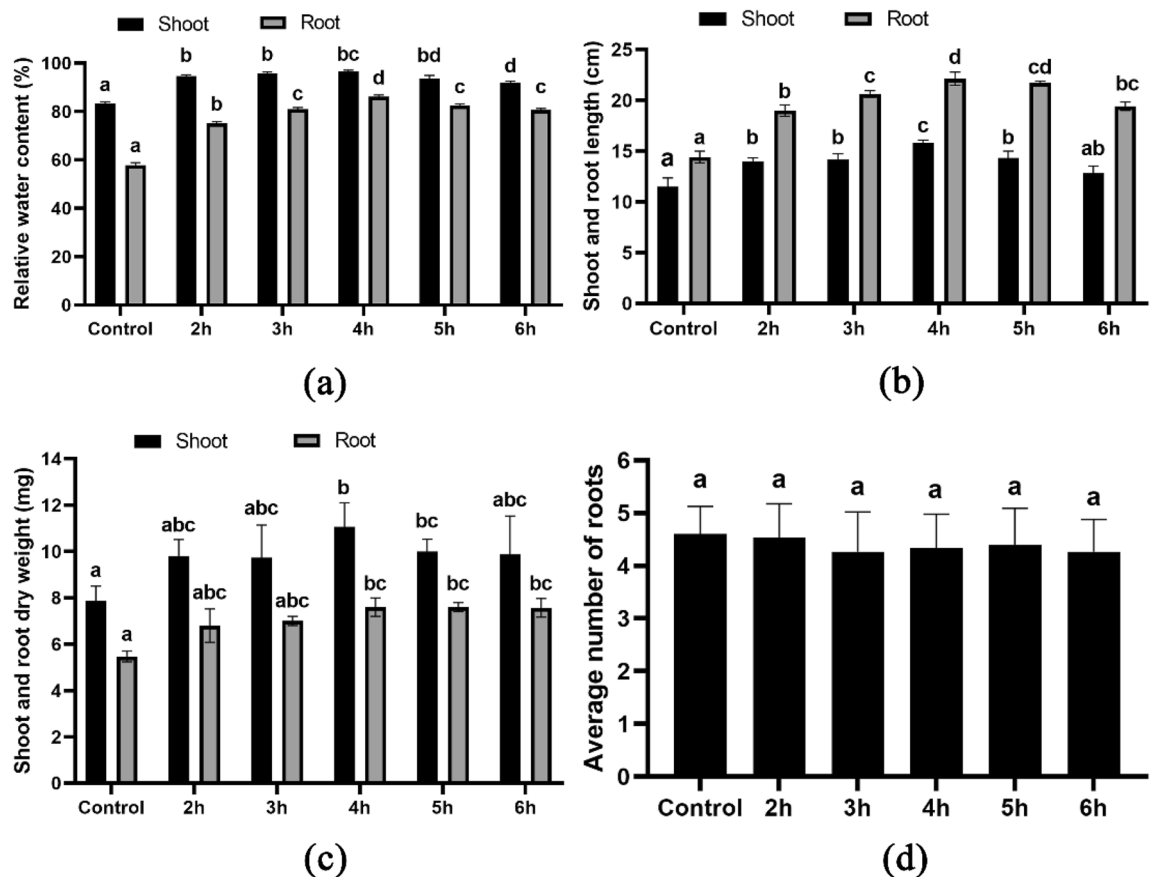 Shoot Root
Relative water content (%)
100
80
60
40
20
0
a a b b b c bc d bd c d c
Control 2h 3h 4h 5h 6h
(a)
Shoot Root
Shoot and root length (cm)
25
20
15
10
5
0
a a b b b c c d b cd ab bc
Control 2h 3h 4h 5h 6h
(b)
Shoot Root
Shoot and root dry weight (mg)
14
12
10
8
6
4
2
0
a a abc abc abc abc b bc bc bc abc bc
Control 2h 3h 4h 5h 6h
(c)
Average number of roots
6
5
4
3
2
1
0
a a a a a a
Control 2h 3h 4h 5h 6h
(d)